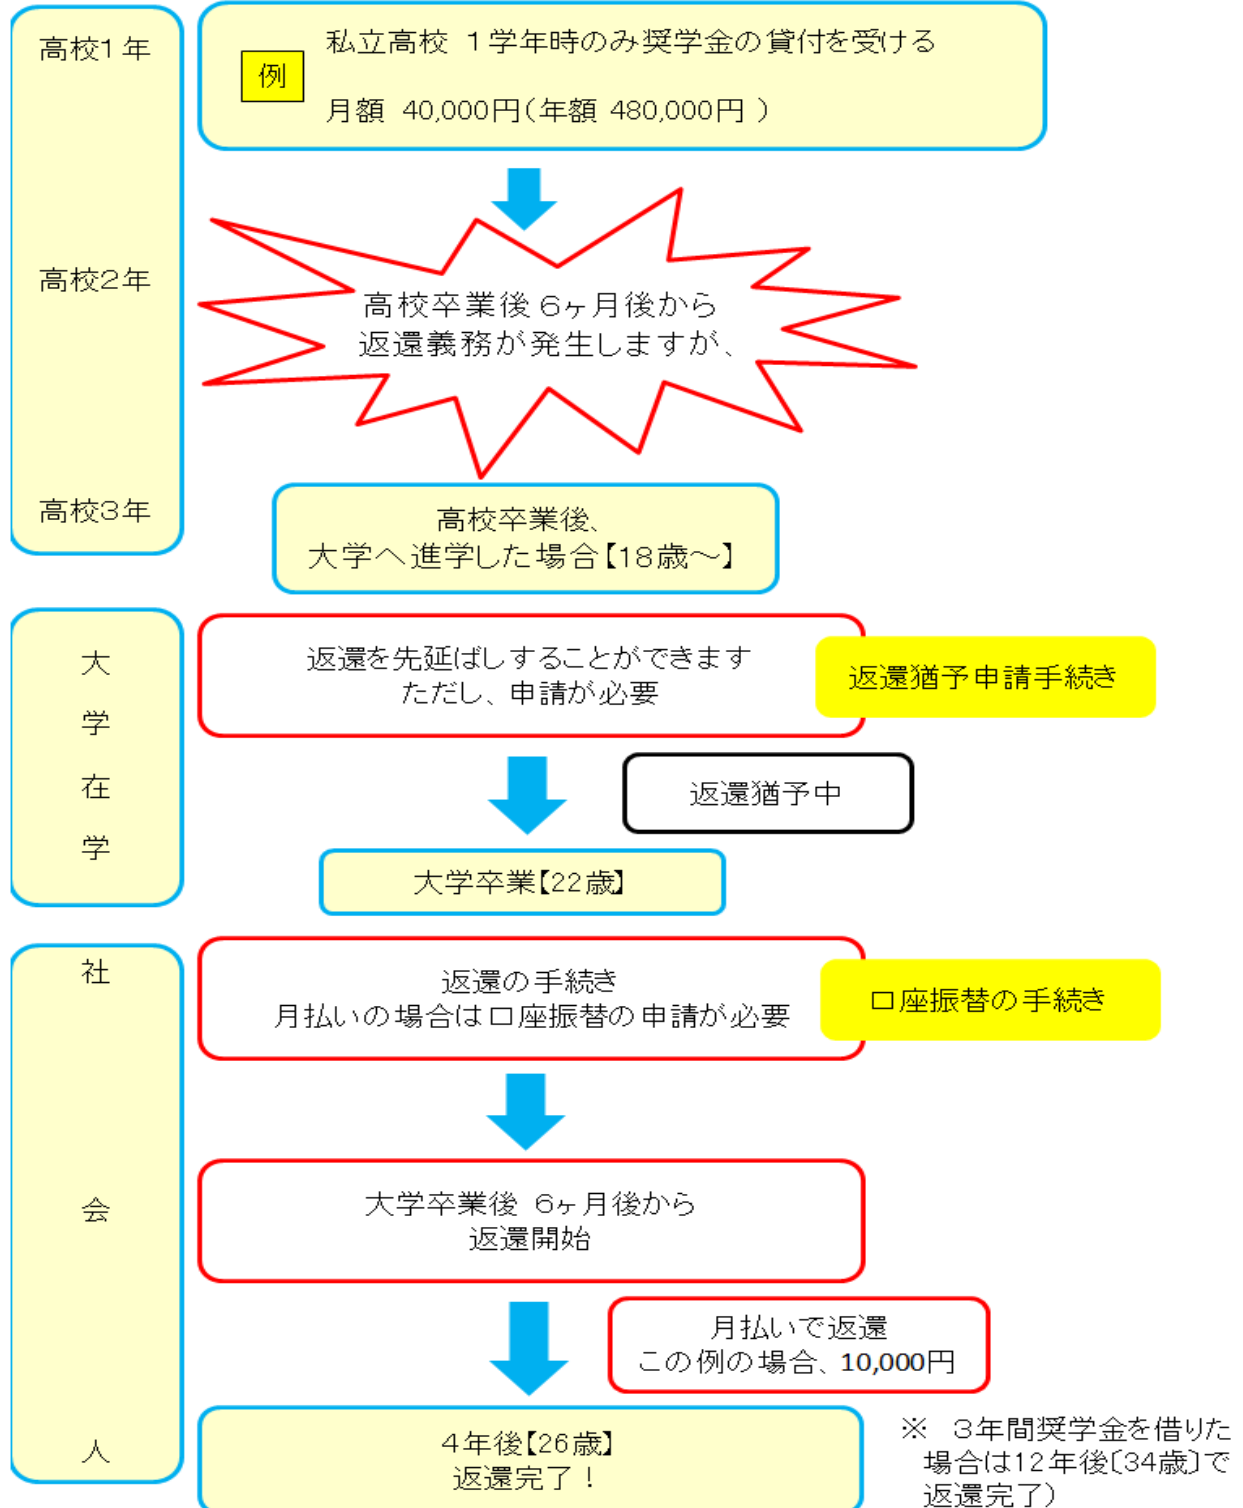 高校1年
高校2年
高校3年
例
私立高校 1学年時のみ奨学金の貸付を受ける
月額 40,000円(年額 480,000円 )
高校卒業後6ヶ月後から
返還義務が発生しますが、
高校卒業後、
大学へ進学した場合【18歳～】
大
学
在
学
返還を先延ばしすることができます
ただし、申請が必要
返還猶予申請手続き
返還猶予中
大学卒業【22歳】
社
会
人
返還の手続き
月払いの場合は口座振替の申請が必要
口座振替の手続き
大学卒業後 6ヶ月後から
返還開始
月払いで返還
この例の場合、10,000円
4年後【26歳】
返還完了！
※ 3年間奨学金を借りた
場合は12年後〔34歳〕で
返還完了)